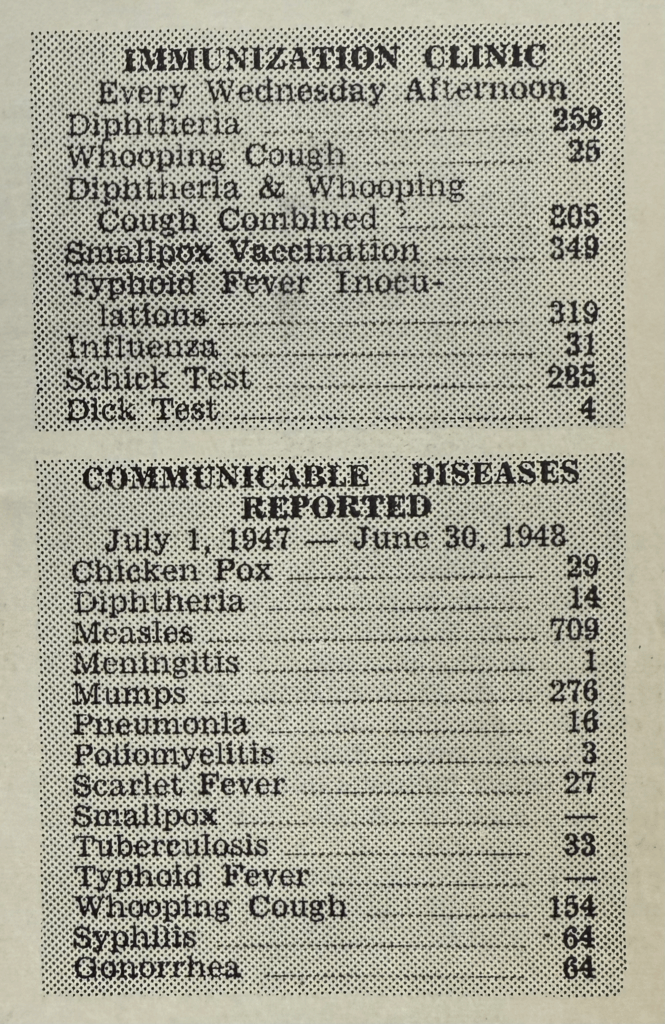 IMMUNIZATION CLINIC
Every Wednesday Afternoon
Diphtheria ........ 258
Whooping Cough ........ 25
Diphtheria & Whooping
Cough Combined ........ 805
Smallpox Vaccination ........ 349
Typhoid Fever Inocu-
lations ........ 319
Influenza ........ 31
Schick Test ........ 285
Dick Test ........ 4
COMMUNICABLE DISEASES
REPORTED
July 1, 1947 — June 30, 1948
Chicken Pox ........ 29
Diphtheria ........ 14
Measles ........ 709
Meningitis ........ 1
Mumps ........ 276
Pneumonia ........ 16
Poliomyelitis ........ 3
Scarlet Fever ........ 27
Smallpox ........ —
Tuberculosis ........ 33
Typhoid Fever ........ —
Whooping Cough ........ 154
Syphilis ........ 64
Gonorrhea ........ 64